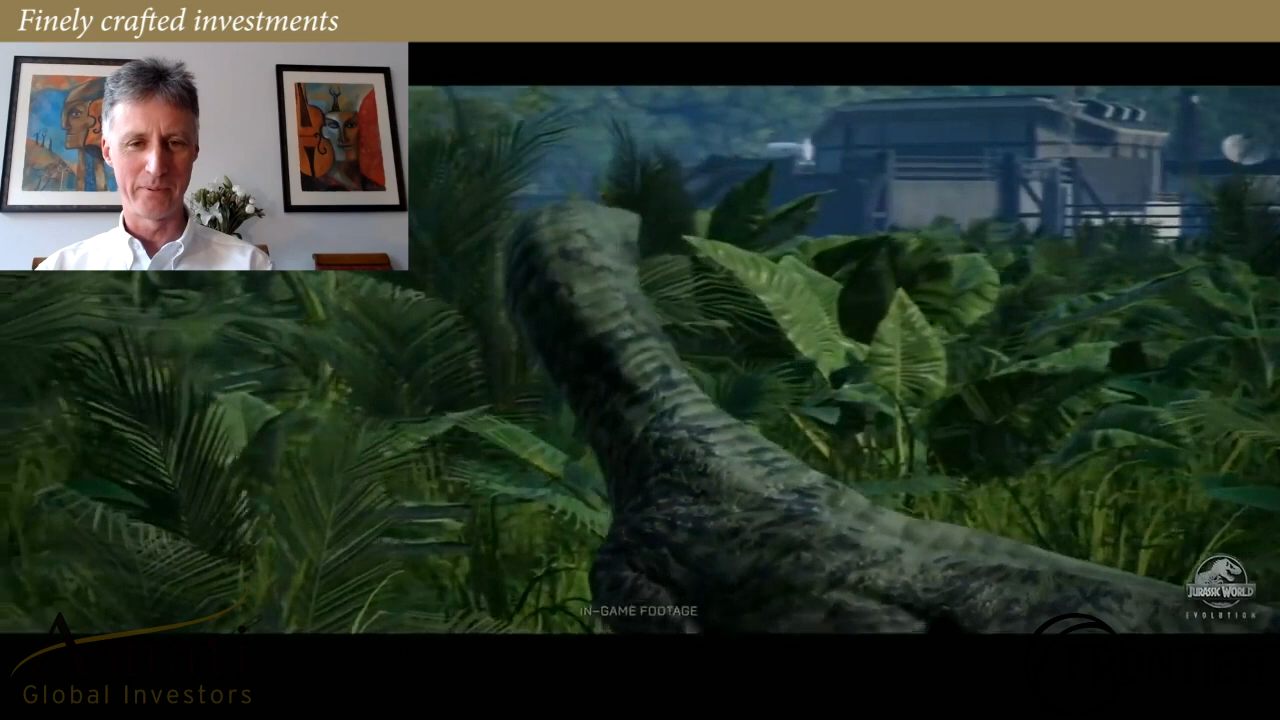 Finely crafted investments
IN-GAME FOOTAGE
JURASSIC WORLD
EVOLUTION
Global Investors